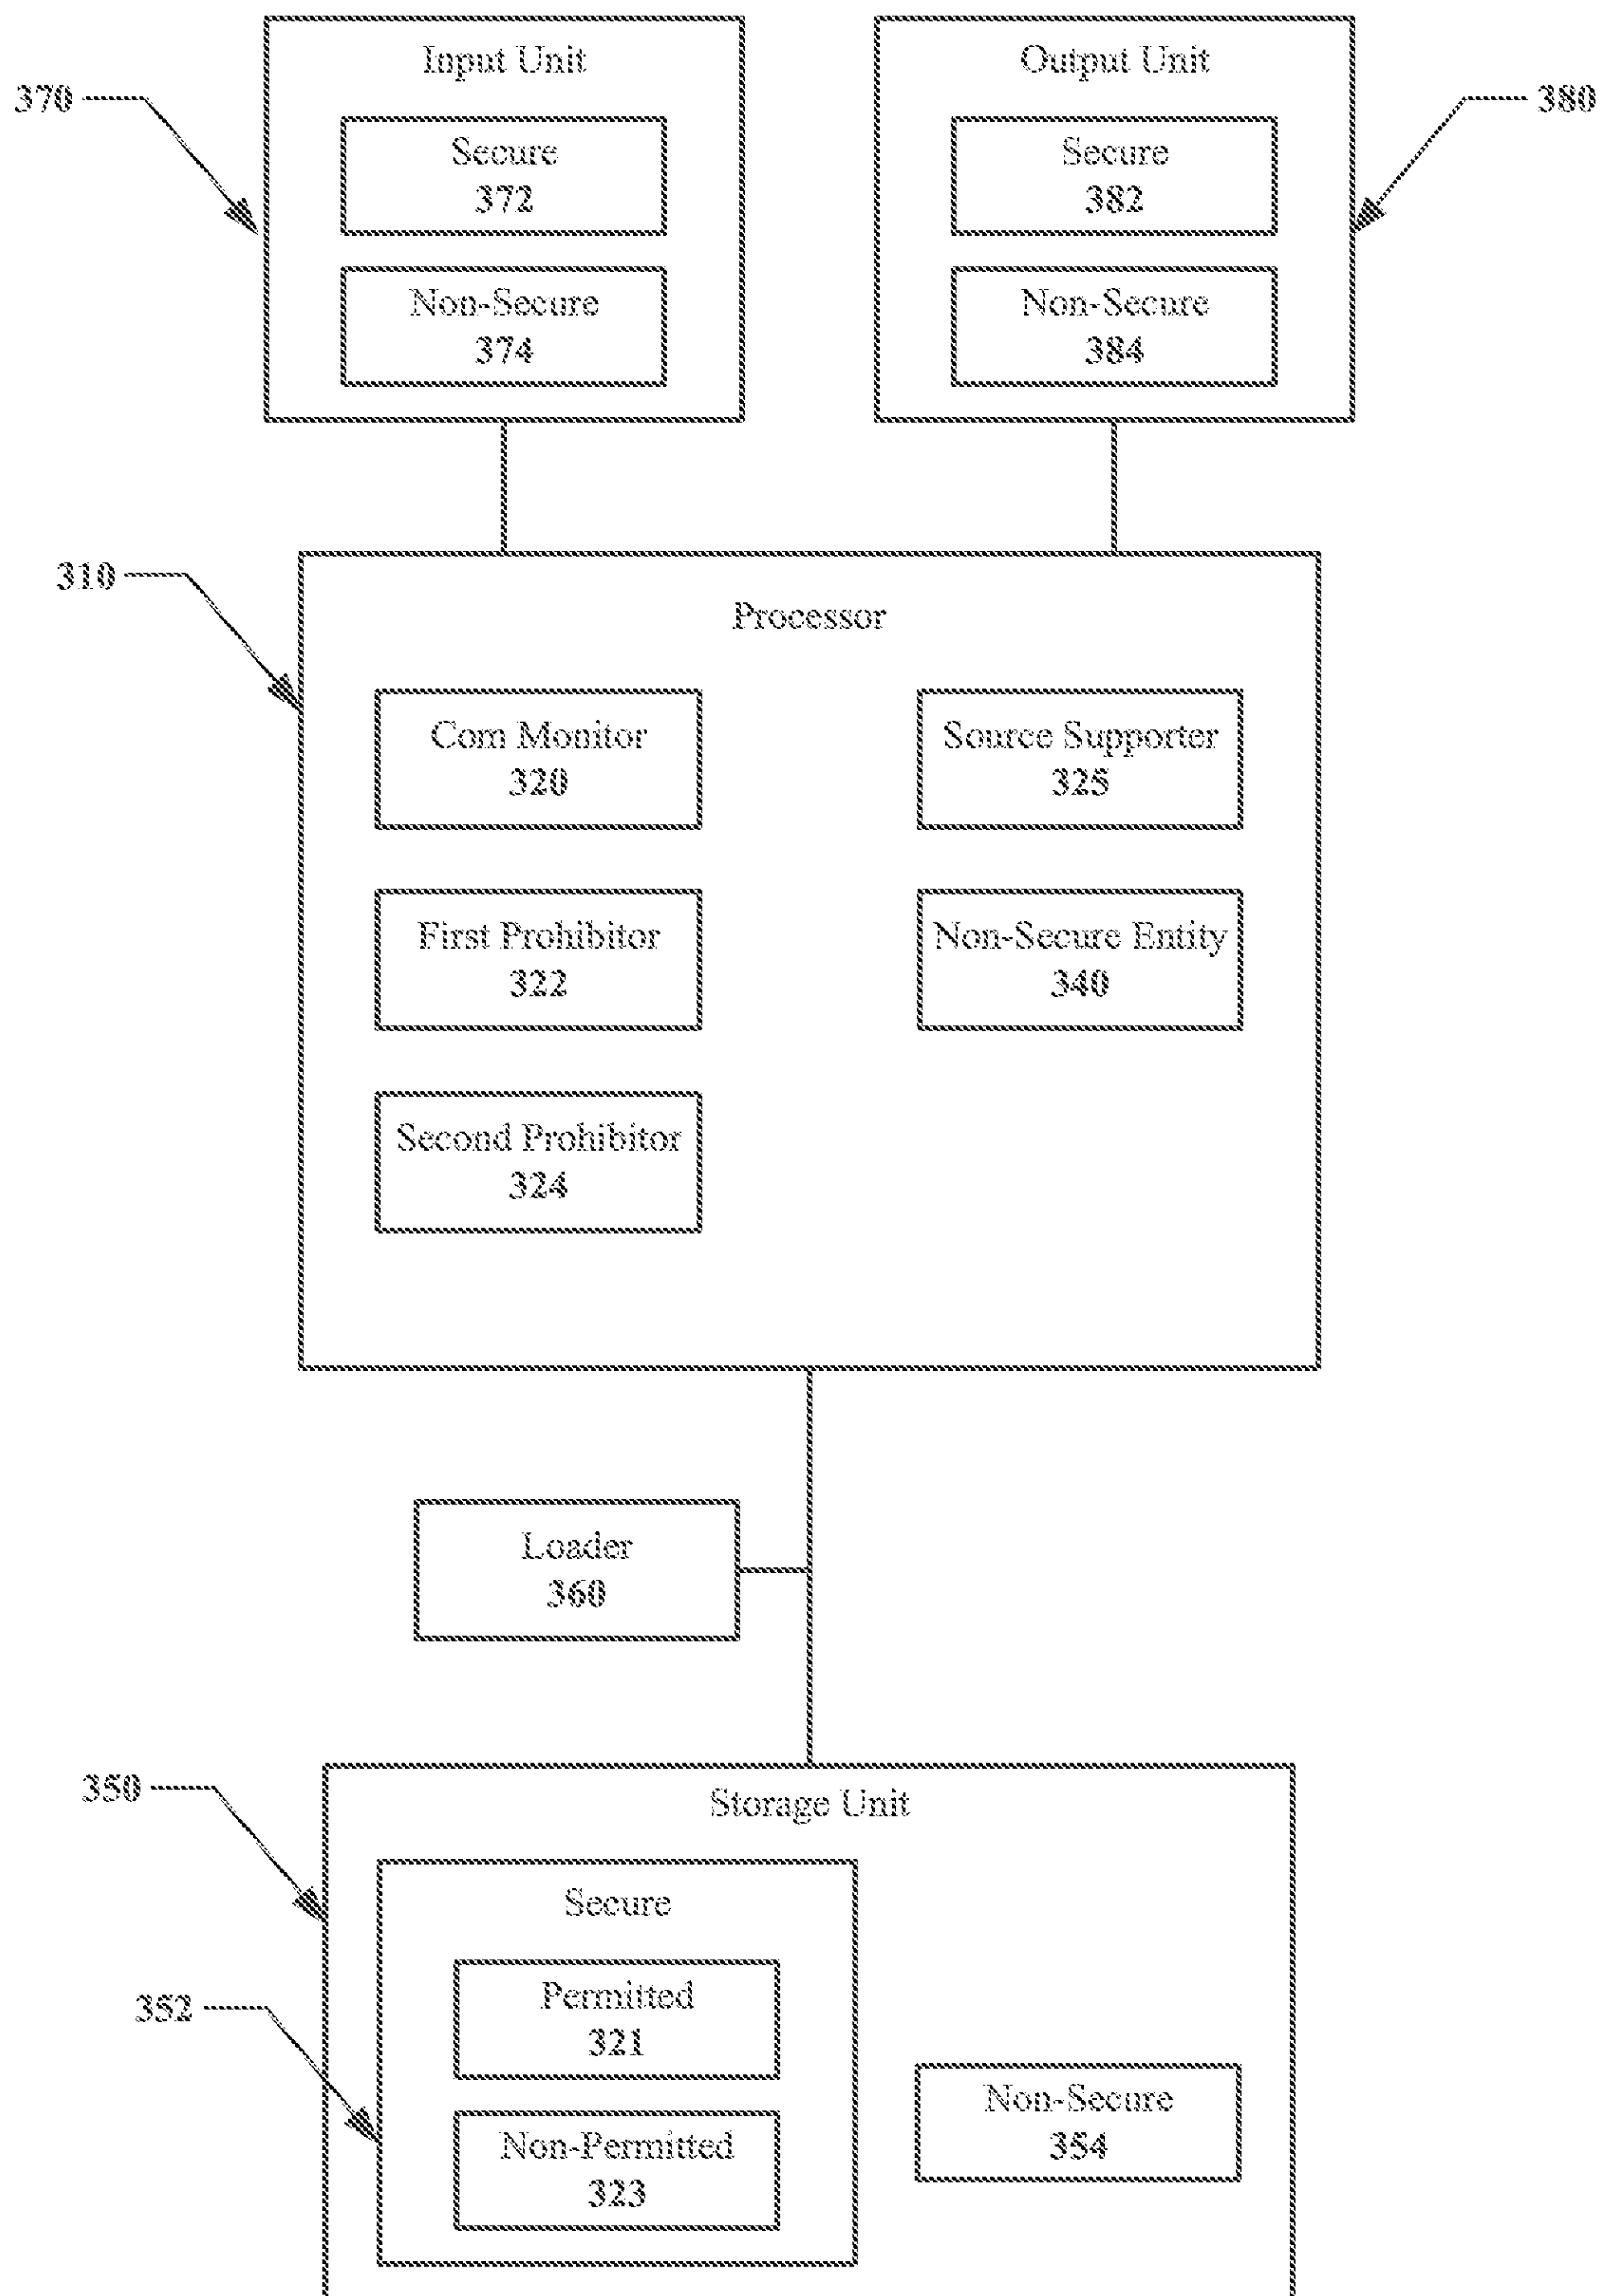 Input Unit
Output Unit
370
380
Secure
372
Secure
382
Non-Secure
374
Non-Secure
384
310
Processor
Com Monitor
320
Source Supporter
325
First Prohibitor
322
Non-Secure Entity
340
Second Prohibitor
324
Loader
360
350
Storage Unit
Secure
352
Permitted
321
Non-Permitted
323
Non-Secure
354